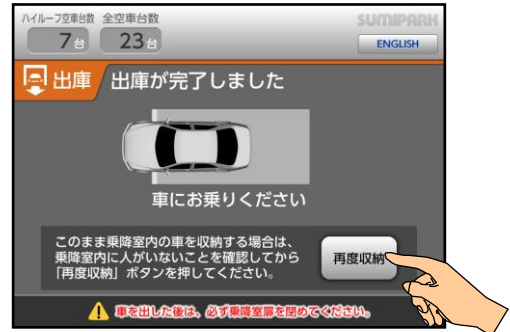 ハイルーフ空車台数 全空車台数
7台 23台
SUMIPARK
ENGLISH
出庫 出庫が完了しました
車にお乗りください
このまま乗降室内の車を収納する場合は、
乗降室内に人がいないことを確認してから
「再度収納」ボタンを押してください。
再度収納
車を出した後は、必ず乗降室扉を閉めてください。